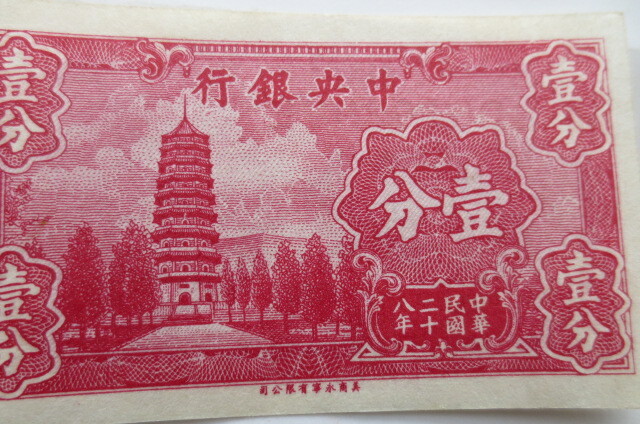 中央銀行
壹分
壹分
壹分
中華民國二十八年
壹分
壹分
美商永寧有限公司